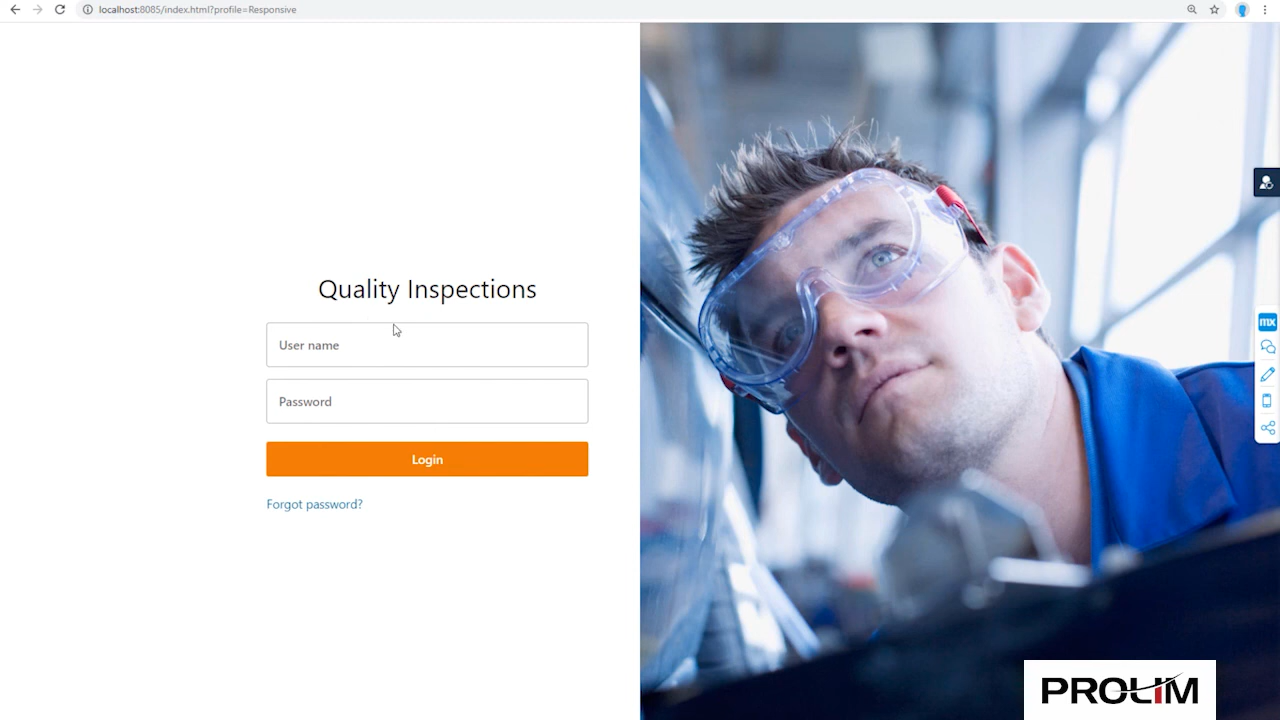 localhost:8085/index.html?profile=Responsive
Quality Inspections
User name
Password
Login
Forgot password?
mx
PROLIM